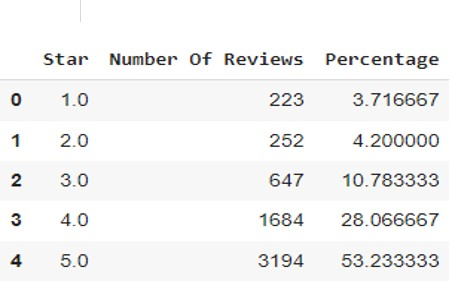 Star Number Of Reviews Percentage
0 1.0 223 3.716667
1 2.0 252 4.200000
2 3.0 647 10.783333
3 4.0 1684 28.066667
4 5.0 3194 53.233333